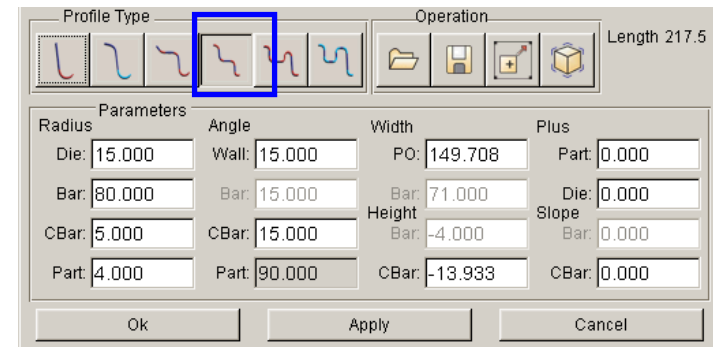 Profile Type Operation
Length 217.5
Parameters
Radius Angle Width Plus
Die: 15.000 Wall: 15.000 PO: 149.708 Part: 0.000
Bar: 80.000 Bar: 15.000 Bar: 71.000 Die: 0.000
Height Slope
CBar: 5.000 CBar: 15.000 Bar: -4.000 Bar: 0.000
Part: 4.000 Part: 90.000 CBar: -13.933 CBar: 0.000
Ok Apply Cancel